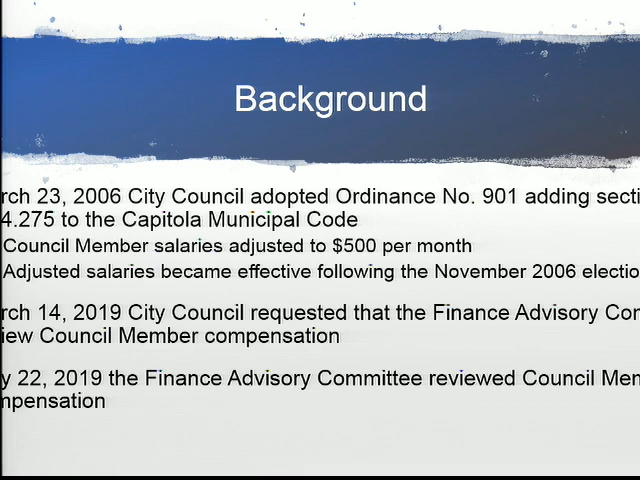 Background
rch 23, 2006 City Council adopted Ordinance No. 901 adding secti
4.275 to the Capitola Municipal Code
Council Member salaries adjusted to $500 per month
Adjusted salaries became effective following the November 2006 electio
rch 14, 2019 City Council requested that the Finance Advisory Con
iew Council Member compensation
y 22, 2019 the Finance Advisory Committee reviewed Council Mem
mpensation